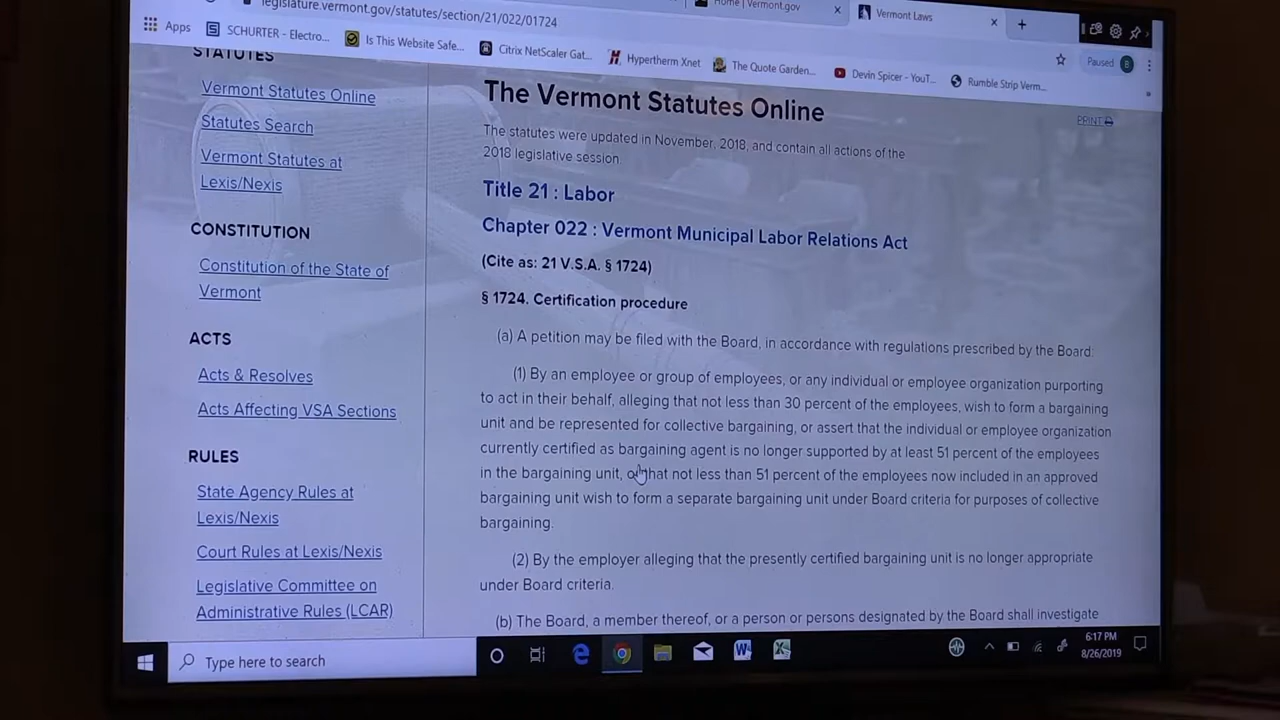 legislature.vermont.gov/statutes/section/21/022/01724
Home | Vermont.gov
Vermont Laws
Apps
SCHURTER - Electro...
Is This Website Safe...
Citrix NetScaler Gat...
Hypertherm Xnet
The Quote Garden...
Devin Spicer - YouT...
Rumble Strip Verm...
Paused
B
STATUTES
Vermont Statutes Online
Statutes Search
Vermont Statutes at
Lexis/Nexis
CONSTITUTION
Constitution of the State of
Vermont
ACTS
Acts & Resolves
Acts Affecting VSA Sections
RULES
State Agency Rules at
Lexis/Nexis
Court Rules at Lexis/Nexis
Legislative Committee on
Administrative Rules (LCAR)
The Vermont Statutes Online
PRINT
The statutes were updated in November, 2018, and contain all actions of the
2018 legislative session.
Title 21 : Labor
Chapter 022 : Vermont Municipal Labor Relations Act
(Cite as: 21 V.S.A. § 1724)
§ 1724. Certification procedure
(a) A petition may be filed with the Board, in accordance with regulations prescribed by the Board:
(1) By an employee or group of employees, or any individual or employee organization purporting
to act in their behalf, alleging that not less than 30 percent of the employees, wish to form a bargaining
unit and be represented for collective bargaining, or assert that the individual or employee organization
currently certified as bargaining agent is no longer supported by at least 51 percent of the employees
in the bargaining unit, or that not less than 51 percent of the employees now included in an approved
bargaining unit wish to form a separate bargaining unit under Board criteria for purposes of collective
bargaining.
(2) By the employer alleging that the presently certified bargaining unit is no longer appropriate
under Board criteria.
(b) The Board, a member thereof, or a person or persons designated by the Board shall investigate
Type here to search
6:17 PM
8/26/2019